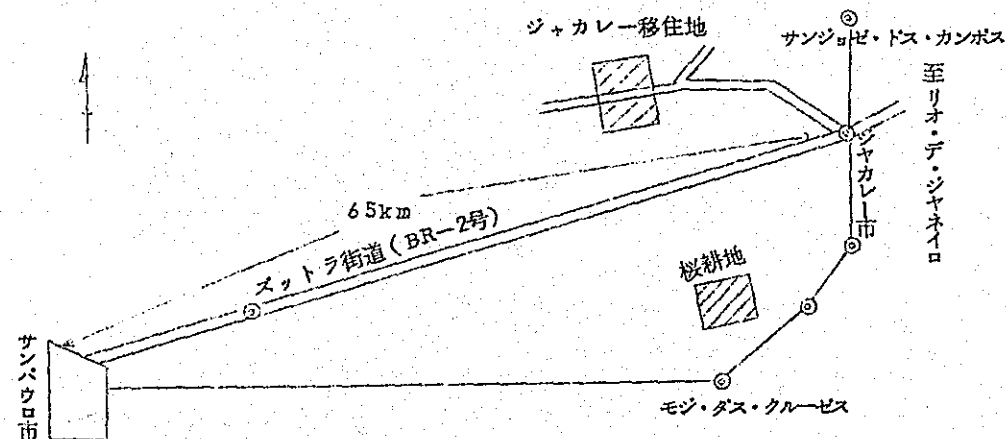 ジャカレー移住地
サンジョゼ・ドス・カンポス
至リオ・デ・ジャネイロ
ジャカレー市
65km
ズットラ街道(BR-2号)
桜耕地
サンパウロ市
モジ・ダス・クルーゼス